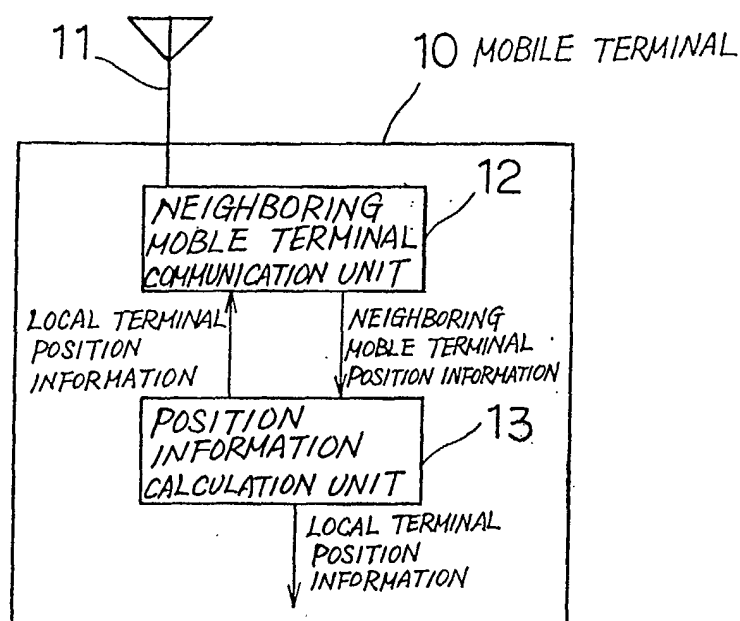 11
10 MOBILE TERMINAL
12
NEIGHBORING
MOBLE TERMINAL
COMMUNICATION UNIT
LOCAL TERMINAL
POSITION
INFORMATION
NEIGHBORING
MOBLE TERMINAL
POSITION INFORMATION
13
POSITION
INFORMATION
CALCULATION UNIT
LOCAL TERMINAL
POSITION
INFORMATION